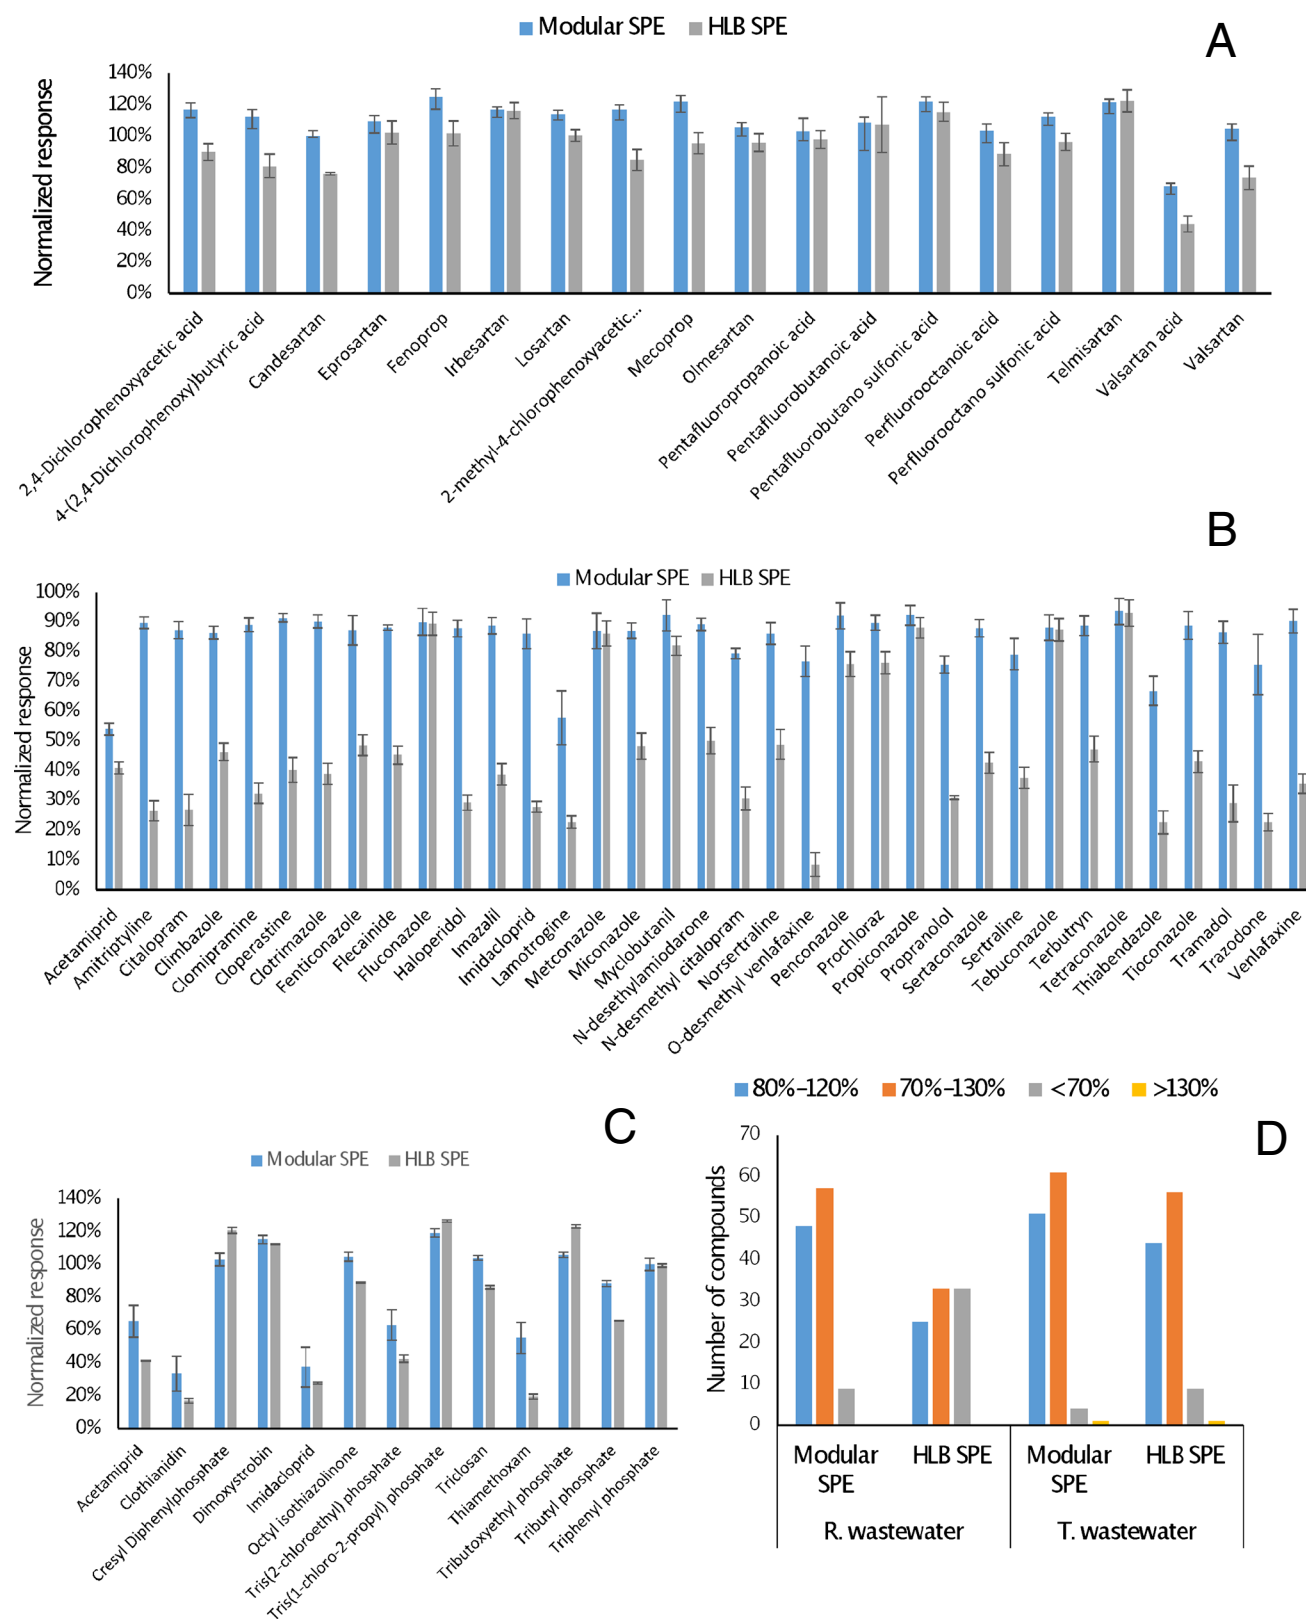 Modular SPE HLB SPE
A
Normalized response
140%
120%
100%
80%
60%
40%
20%
0%
2,4-Dichlorophenoxyacetic acid
4-(2,4-Dichlorophenoxy)butyric acid
Candesartan
Eprosartan
Fenoprop
Irbesartan
Losartan
2-methyl-4-chlorophenoxyacetic...
Mecoprop
Olmesartan
Pentafluoropropanoic acid
Pentafluorobutanoic acid
Pentafluorobutano sulfonic acid
Perfluorooctanoic acid
Perfluorooctano sulfonic acid
Telmisartan
Valsartan acid
Valsartan
B
Modular SPE HLB SPE
Normalized response
100%
90%
80%
70%
60%
50%
40%
30%
20%
10%
0%
Acetamiprid
Amitriptyline
Citalopram
Climbazole
Clomipramine
Cloperastine
Clotrimazole
Fenticonazole
Flecainide
Fluconazole
Haloperidol
Imazalil
Imidacloprid
Lamotrogine
Metconazole
Miconazole
Myclobutanil
N-desethylamiodarone
N-desmethyl citalopram
Norsertraline
O-desmethyl venlafaxine
Penconazole
Prochloraz
Propiconazole
Propranolol
Sertaconazole
Sertraline
Tebuconazole
Terbutryn
Tetraconazole
Thiabendazole
Tioconazole
Tramadol
Trazodone
Venlafaxine
C
Modular SPE HLB SPE
Normalized response
140%
120%
100%
80%
60%
40%
20%
0%
Acetamiprid
Clothianidin
Cresyl Diphenylphosphate
Dimoxystrobin
Imidacloprid
Octyl isothiazolinone
Tris(2-chloroethyl) phosphate
Tris(1-chloro-2-propyl) phosphate
Triclosan
Thiamethoxam
Tributoxyethyl phosphate
Tributyl phosphate
Triphenyl phosphate
80%-120% 70%-130% <70% >130%
D
Number of compounds
70
60
50
40
30
20
10
0
Modular
SPE
HLB SPE
Modular
SPE
HLB SPE
R. wastewater
T. wastewater